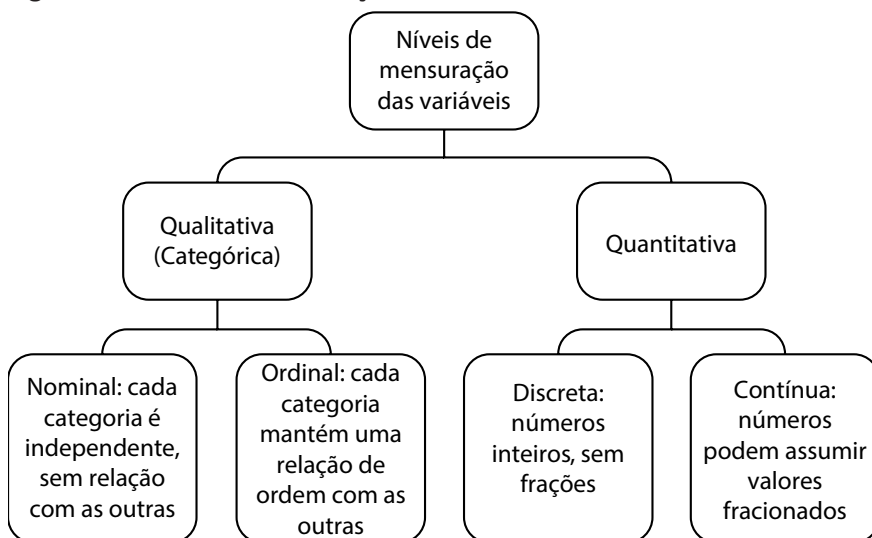 Níveis de
mensuração
das variáveis
Qualitativa
(Categórica)
Quantitativa
Nominal: cada
categoria é
independente,
sem relação
com as outras
Ordinal: cada
categoria
mantém uma
relação de
ordem com as
outras
Discreta:
números
inteiros, sem
frações
Contínua:
números
podem assumir
valores
fracionados